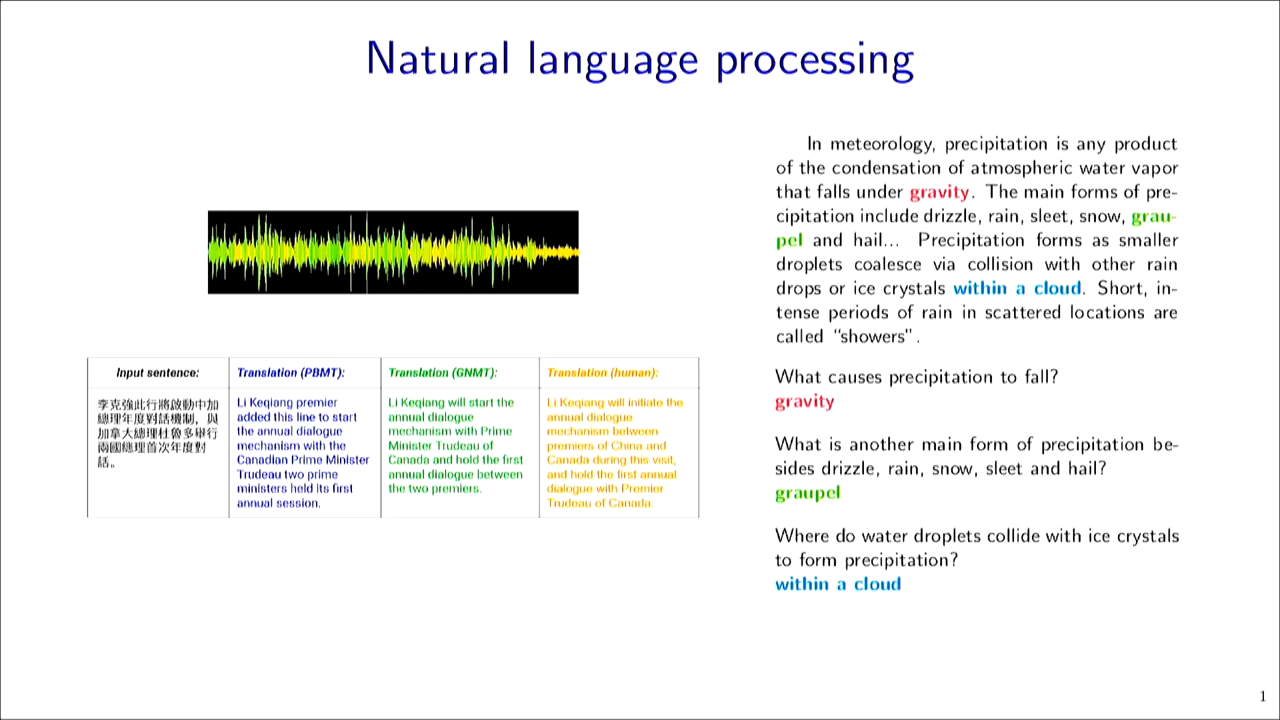 Natural language processing
Input sentence:
李克強此行將啟動中加
總理年度對話機制，與
加拿大總理杜魯多舉行
兩國總理首次年度對
話。
Translation (PBMT):
Li Keqiang premier
added this line to start
the annual dialogue
mechanism with the
Canadian Prime Minister
Trudeau two prime
ministers held its first
annual session.
Translation (GNMT):
Li Keqiang will start the
annual dialogue
mechanism with Prime
Minister Trudeau of
Canada and hold the first
annual dialogue between
the two premiers.
Translation (human):
Li Keqiang will initiate the
annual dialogue
mechanism between
premiers of China and
Canada during this visit,
and hold the first annual
dialogue with Premier
Trudeau of Canada.
In meteorology, precipitation is any product
of the condensation of atmospheric water vapor
that falls under gravity. The main forms of pre-
cipitation include drizzle, rain, sleet, snow, grau-
pel and hail... Precipitation forms as smaller
droplets coalesce via collision with other rain
drops or ice crystals within a cloud. Short, in-
tense periods of rain in scattered locations are
called “showers”.
What causes precipitation to fall?
gravity
What is another main form of precipitation be-
sides drizzle, rain, snow, sleet and hail?
graupel
Where do water droplets collide with ice crystals
to form precipitation?
within a cloud
1